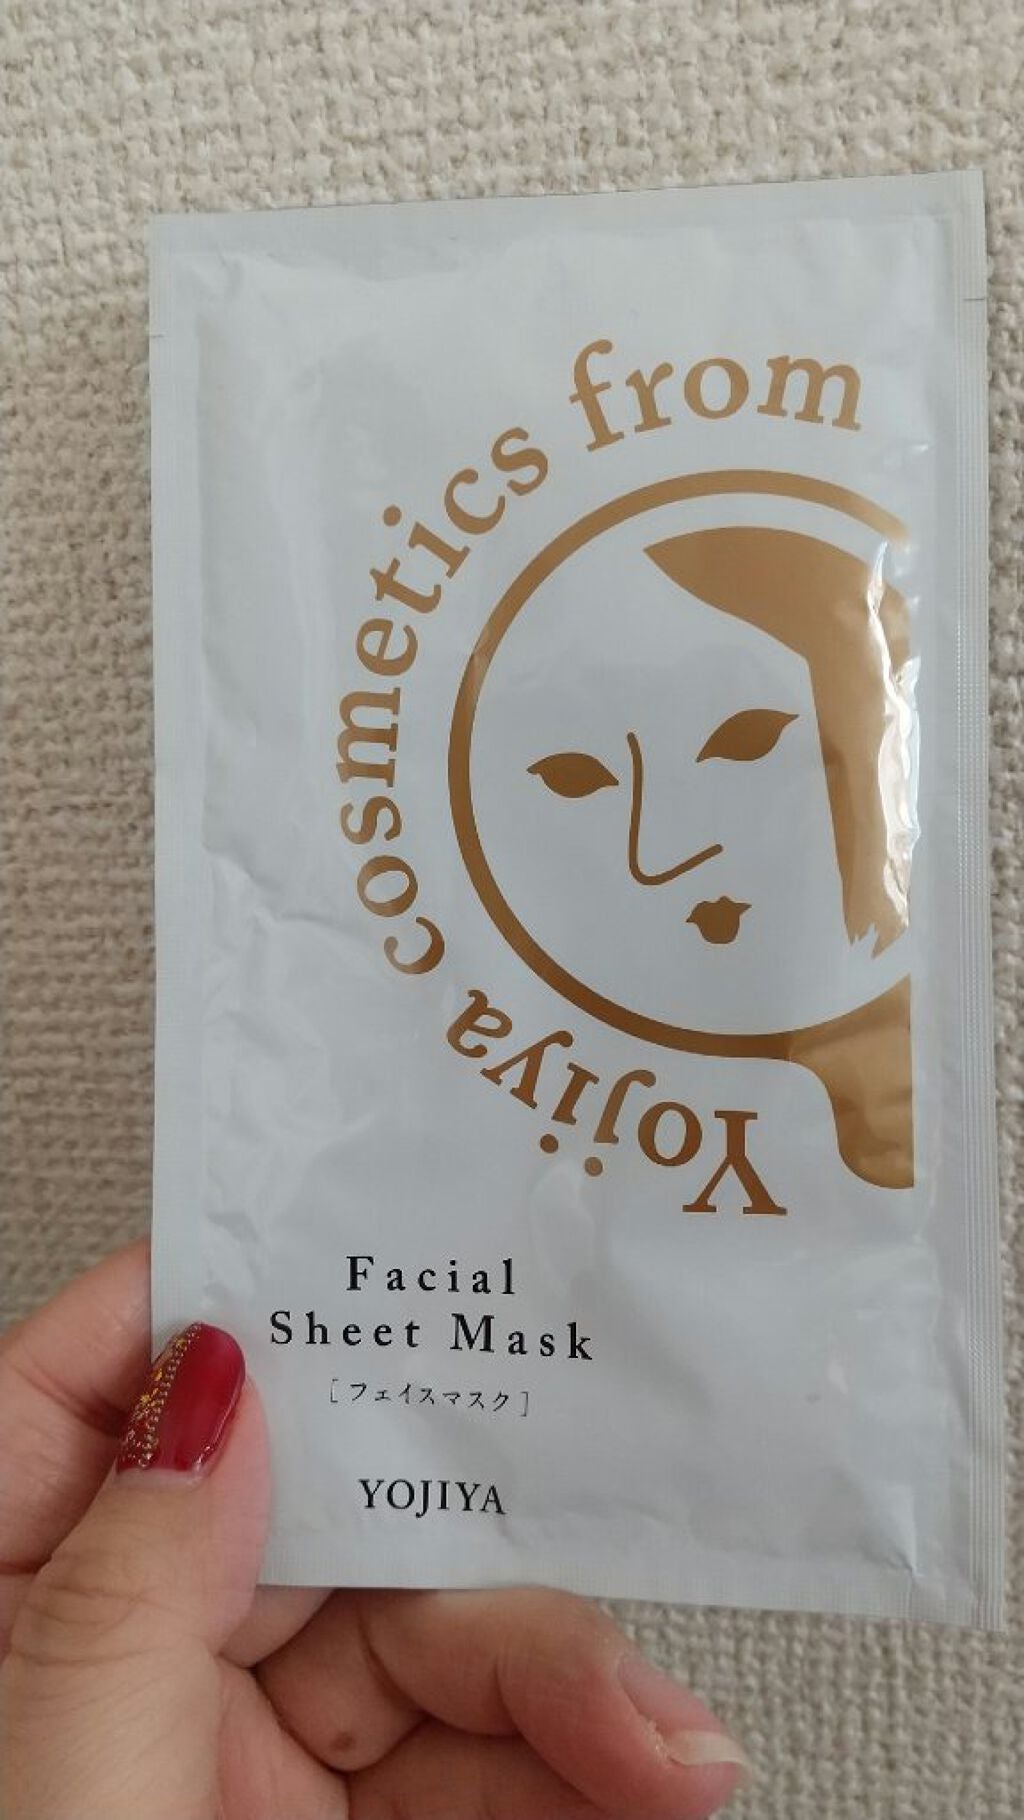 Yojiya cosmetics from
Facial
Sheet Mask
[フェイスマスク]
YOJIYA